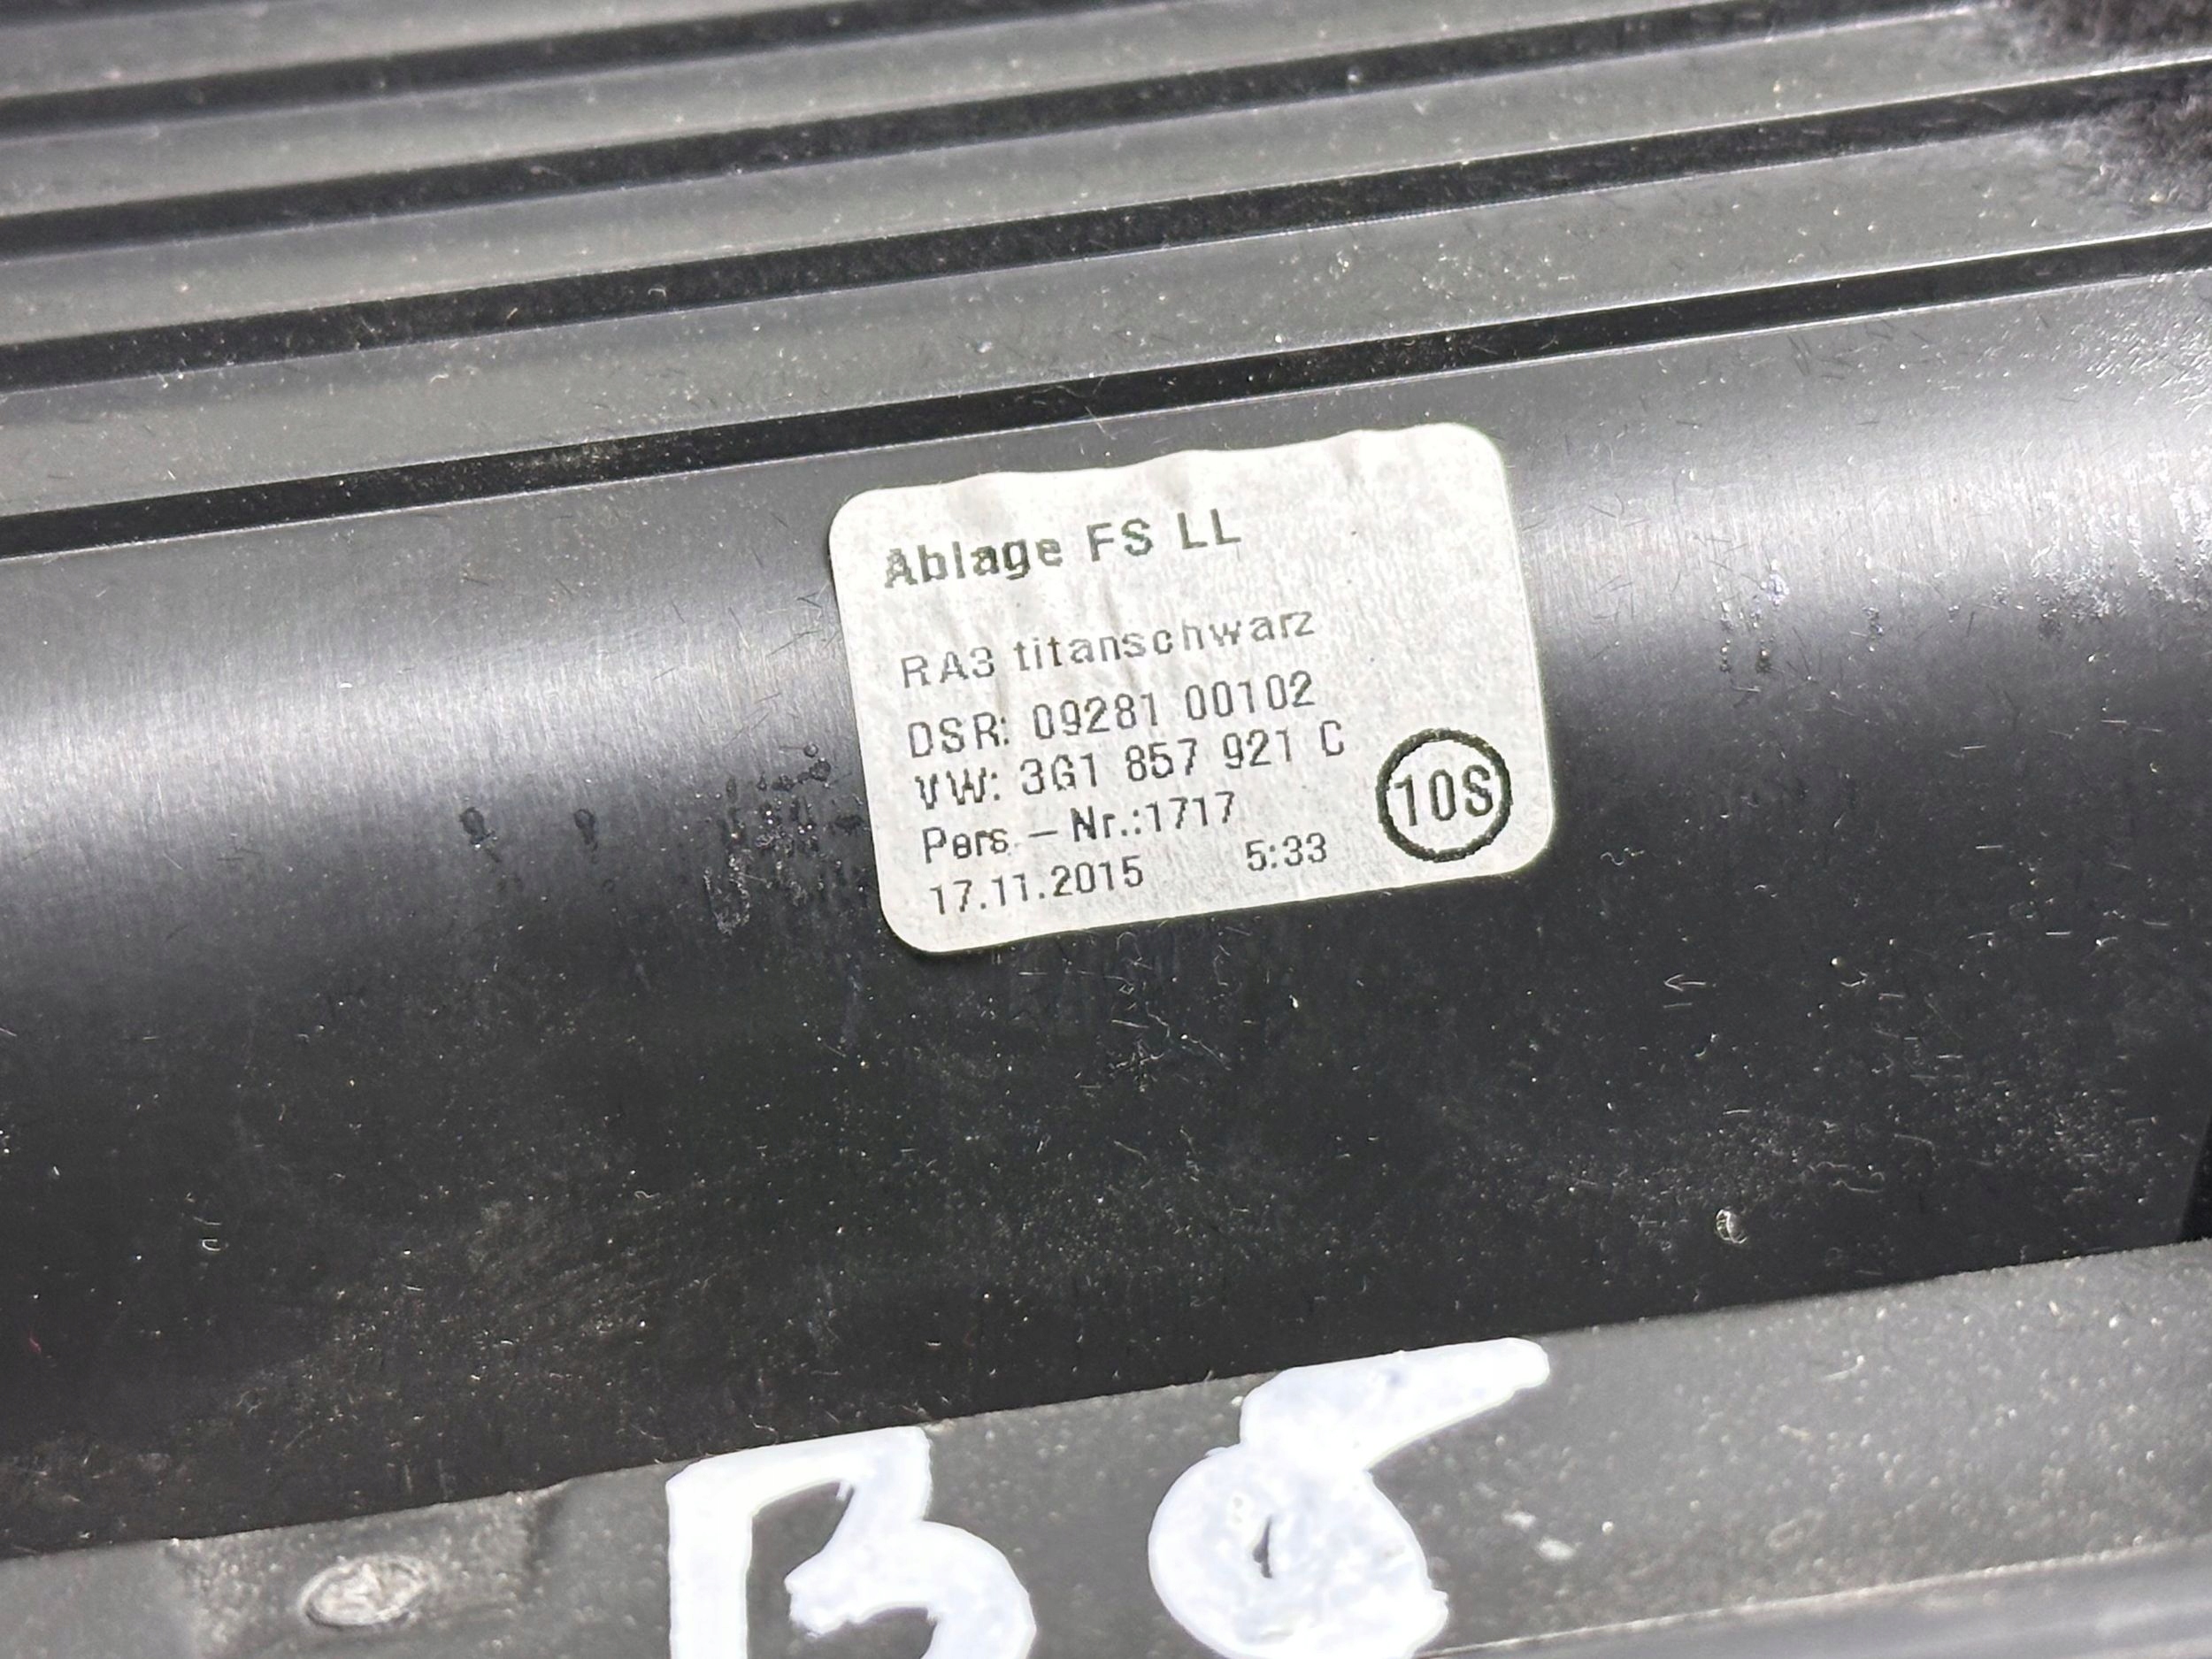 Ablage FS LL
RA3 titanschwarz
DSR: 09281 00102
VW: 3G1 857 921 C
Pers.–Nr.:1717
17.11.2015 5:33
10S
B6